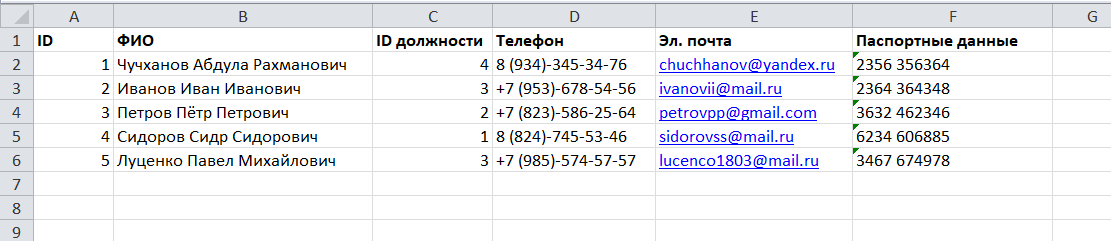 A B C D E F G
1 ID ФИО ID должности Телефон Эл. почта Паспортные данные
2 1 Чучханов Абдула Рахманович 4 8 (934)-345-34-76 chuchhanov@yandex.ru 2356 356364
3 2 Иванов Иван Иванович 3 +7 (953)-678-54-56 ivanovii@mail.ru 2364 364348
4 3 Петров Пётр Петрович 2 +7 (823)-586-25-64 petrovpp@gmail.com 3632 462346
5 4 Сидоров Сидр Сидорович 1 8 (824)-745-53-46 sidorovss@mail.ru 6234 606885
6 5 Луценко Павел Михайлович 3 +7 (985)-574-57-57 lucenco1803@mail.ru 3467 674978
7
8
9